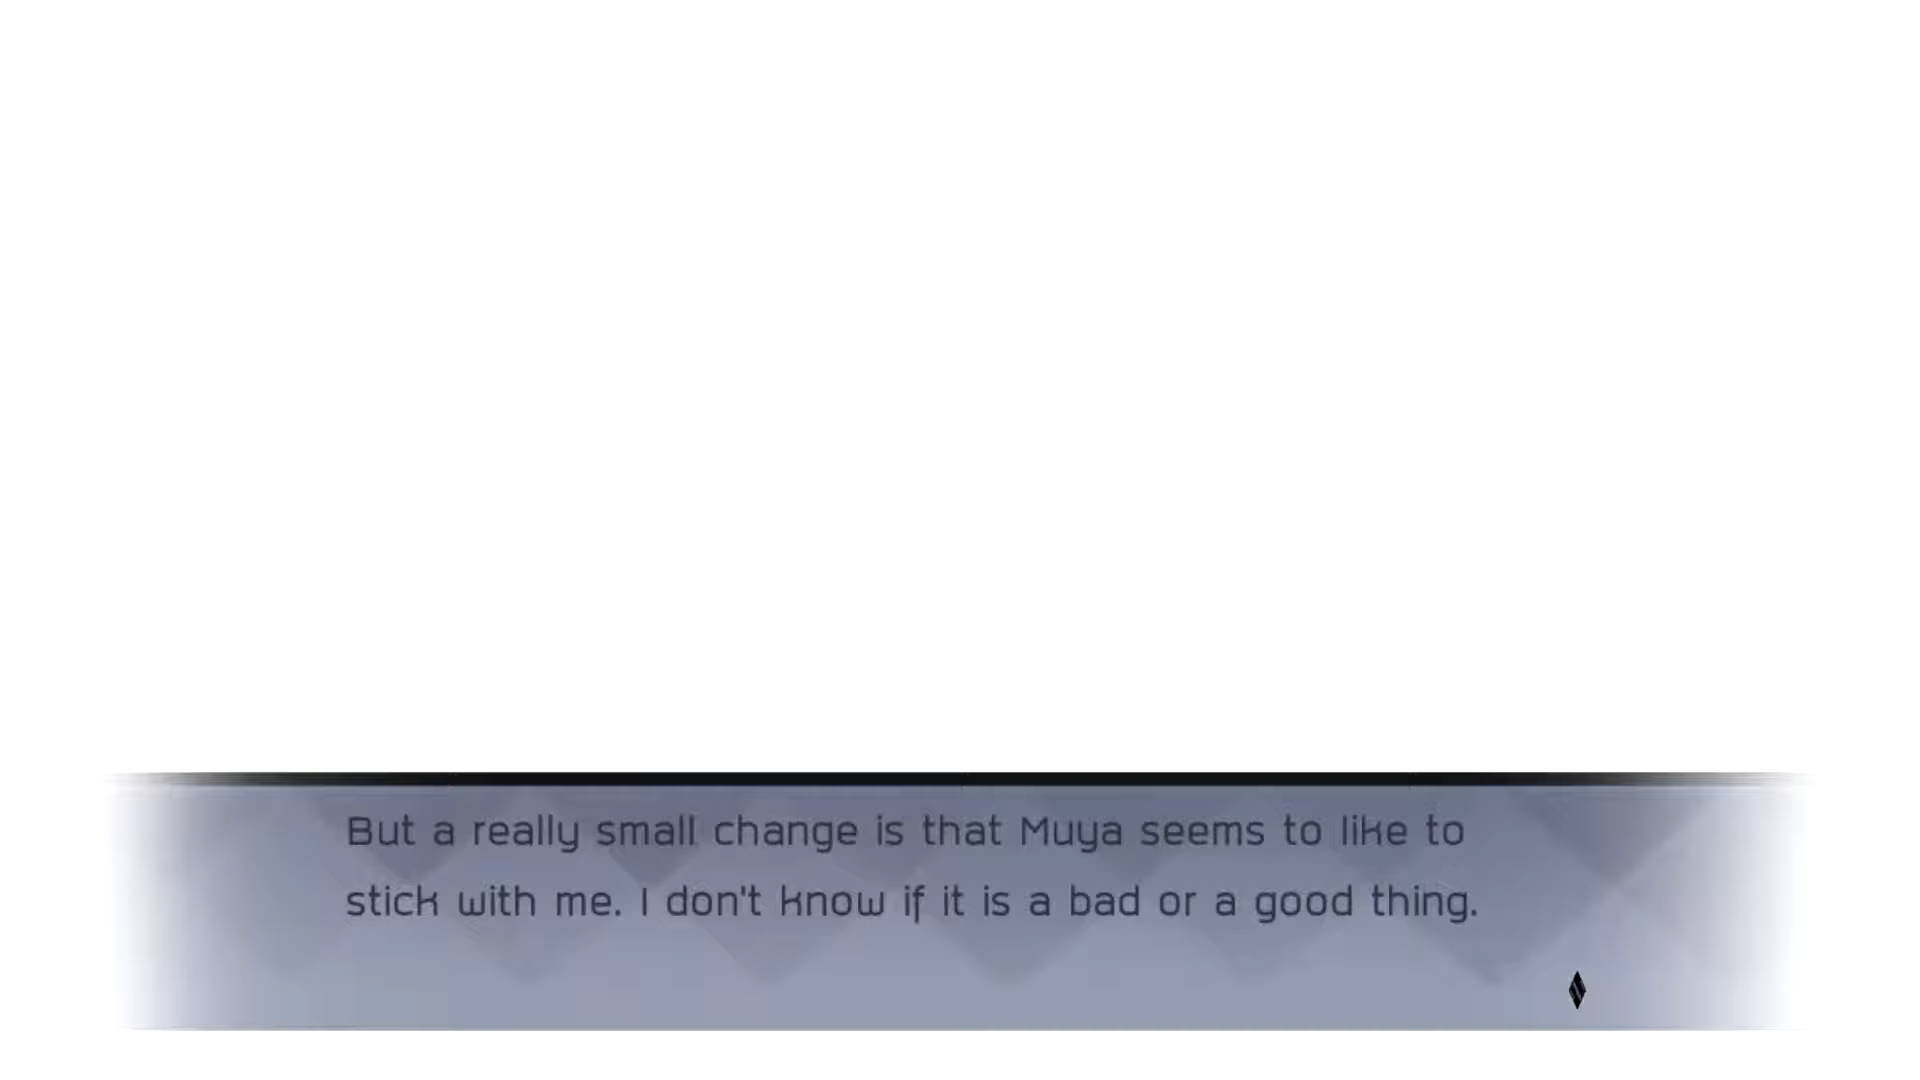 But a really small change is that Muya seems to like to
stick with me. I don't know if it is a bad or a good thing.